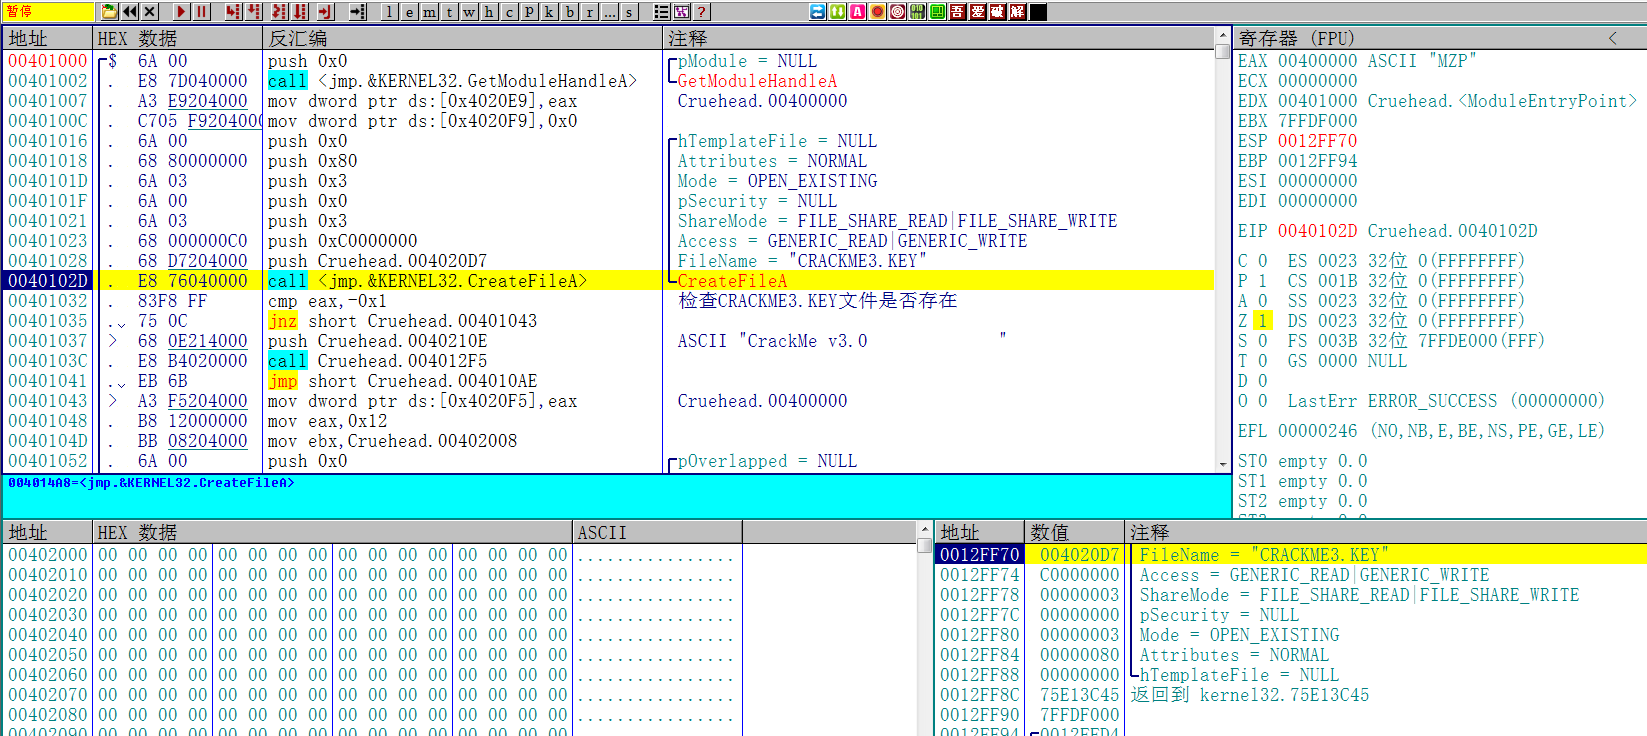 暂停
l e m t w h c p k b r ... s
?
A 吾 爱 破 解
地址 HEX 数据 反汇编 注释
00401000 $ 6A 00 push 0x0 pModule = NULL
00401002 . E8 7D040000 call <jmp.&KERNEL32.GetModuleHandleA> GetModuleHandleA
00401007 . A3 E9204000 mov dword ptr ds:[0x4020E9],eax Cruehead.00400000
0040100C . C705 F9204000 mov dword ptr ds:[0x4020F9],0x0
00401016 . 6A 00 push 0x0 hTemplateFile = NULL
00401018 . 68 80000000 push 0x80 Attributes = NORMAL
0040101D . 6A 03 push 0x3 Mode = OPEN_EXISTING
0040101F . 6A 00 push 0x0 pSecurity = NULL
00401021 . 6A 03 push 0x3 ShareMode = FILE_SHARE_READ|FILE_SHARE_WRITE
00401023 . 68 000000C0 push 0xC0000000 Access = GENERIC_READ|GENERIC_WRITE
00401028 . 68 D7204000 push Cruehead.004020D7 FileName = "CRACKME3.KEY"
0040102D . E8 76040000 call <jmp.&KERNEL32.CreateFileA> CreateFileA
00401032 . 83F8 FF cmp eax,-0x1 检查CRACKME3.KEY文件是否存在
00401035 . 75 0C jnz short Cruehead.00401043
00401037 > 68 0E214000 push Cruehead.0040210E ASCII "CrackMe v3.0             "
0040103C . E8 B4020000 call Cruehead.004012F5
00401041 . EB 6B jmp short Cruehead.004010AE
00401043 > A3 F5204000 mov dword ptr ds:[0x4020F5],eax Cruehead.00400000
00401048 . B8 12000000 mov eax,0x12
0040104D . BB 08204000 mov ebx,Cruehead.00402008
00401052 . 6A 00 push 0x0 pOverlapped = NULL
004014A8=<jmp.&KERNEL32.CreateFileA>
寄存器 (FPU) <
EAX 00400000 ASCII "MZP"
ECX 00000000
EDX 00401000 Cruehead.<ModuleEntryPoint>
EBX 7FFDF000
ESP 0012FF70
EBP 0012FF94
ESI 00000000
EDI 00000000
EIP 0040102D Cruehead.0040102D
C 0 ES 0023 32位 0(FFFFFFFF)
P 1 CS 001B 32位 0(FFFFFFFF)
A 0 SS 0023 32位 0(FFFFFFFF)
Z 1 DS 0023 32位 0(FFFFFFFF)
S 0 FS 003B 32位 7FFDE000(FFF)
T 0 GS 0000 NULL
D 0
O 0 LastErr ERROR_SUCCESS (00000000)
EFL 00000246 (NO,NB,E,BE,NS,PE,GE,LE)
ST0 empty 0.0
ST1 empty 0.0
ST2 empty 0.0
地址 HEX 数据 ASCII
00402000 00 00 00 00 00 00 00 00 00 00 00 00 00 00 00 00 ................
00402010 00 00 00 00 00 00 00 00 00 00 00 00 00 00 00 00 ................
00402020 00 00 00 00 00 00 00 00 00 00 00 00 00 00 00 00 ................
00402030 00 00 00 00 00 00 00 00 00 00 00 00 00 00 00 00 ................
00402040 00 00 00 00 00 00 00 00 00 00 00 00 00 00 00 00 ................
00402050 00 00 00 00 00 00 00 00 00 00 00 00 00 00 00 00 ................
00402060 00 00 00 00 00 00 00 00 00 00 00 00 00 00 00 00 ................
00402070 00 00 00 00 00 00 00 00 00 00 00 00 00 00 00 00 ................
00402080 00 00 00 00 00 00 00 00 00 00 00 00 00 00 00 00 ................
00402090 00 00 00 00 00 00 00 00 00 00 00 00 00 00 00 00
地址 数值 注释
0012FF70 004020D7 FileName = "CRACKME3.KEY"
0012FF74 C0000000 Access = GENERIC_READ|GENERIC_WRITE
0012FF78 00000003 ShareMode = FILE_SHARE_READ|FILE_SHARE_WRITE
0012FF7C 00000000 pSecurity = NULL
0012FF80 00000003 Mode = OPEN_EXISTING
0012FF84 00000080 Attributes = NORMAL
0012FF88 00000000 hTemplateFile = NULL
0012FF8C 75E13C45 返回到 kernel32.75E13C45
0012FF90 7FFDF000
0012FF94 0012FFD4